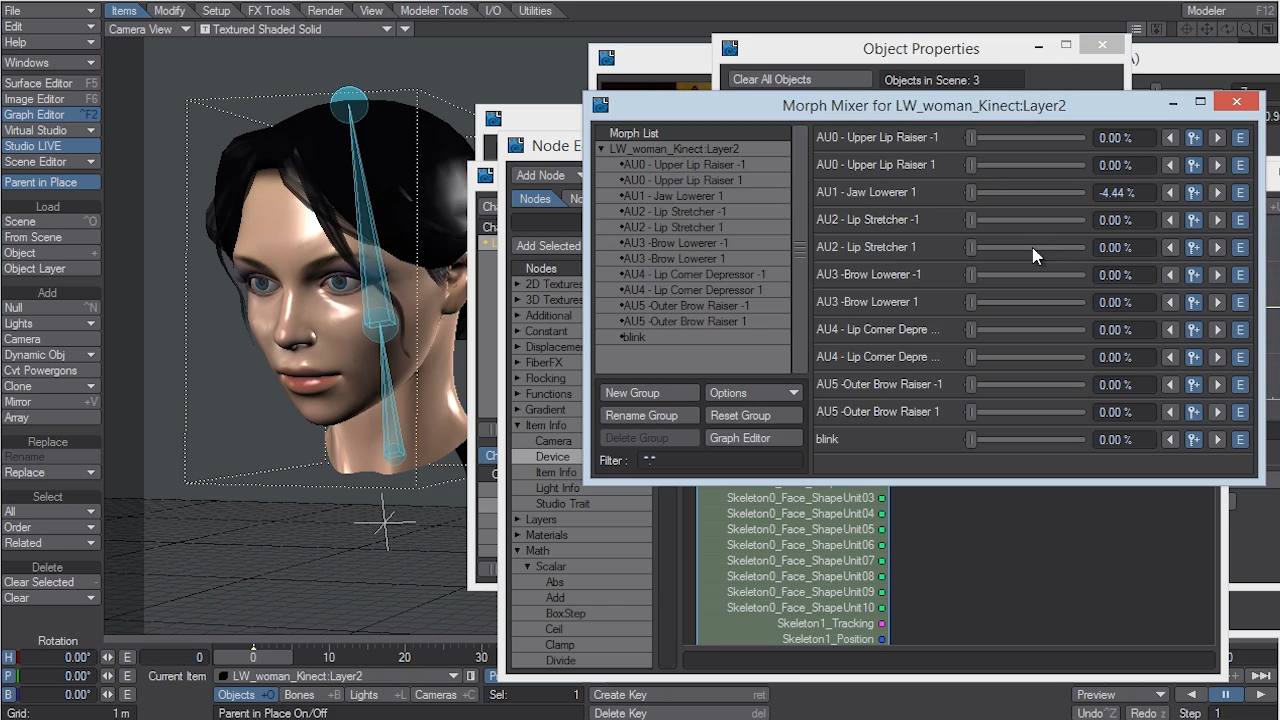 File
Items
Modify
Setup
FX Tools
Render
View
Modeler Tools
I/O
Utilities
Modeler
F12
Edit
Camera View
Textured Shaded Solid
Help
Windows
Surface Editor F5
Image Editor F6
Graph Editor ^F2
Virtual Studio
Studio LIVE
Scene Editor
Parent in Place
Load
Scene ^O
From Scene
Object +
Object Layer
Add
Null ^N
Lights
Camera
Dynamic Obj
Cvt Powergons
Clone
Mirror +V
Array
Replace
Rename
Replace
Select
All
Order
Related
Delete
Clear Selected -
Clear
Rotation
H 0.00° E
P 0.00° E
B 0.00° E
Grid: 1 m
0
0
10
20
30
Current Item
LW_woman_Kinect:Layer2
Objects +O
Bones +B
Lights +L
Cameras +C
Sel: 1
Parent in Place On/Off
Create Key ret
Delete Key del
Preview
Undo^Z
Redo z
Step 1
Object Properties
Clear All Objects
Objects in Scene: 3
Node E
Add Node
Nodes
Add Selected
Nodes
2D Textures
3D Textures
Additional
Constant
Displacemen
FiberFX
Flocking
Functions
Gradient
Item Info
Camera
Device
Item Info
Light Info
Studio Trait
Layers
Materials
Math
Scalar
Abs
Add
BoxStep
Ceil
Clamp
Divide
Morph Mixer for LW_woman_Kinect:Layer2
Morph List
LW_woman_Kinect:Layer2
AU0 - Upper Lip Raiser -1
AU0 - Upper Lip Raiser 1
AU1 - Jaw Lowerer 1
AU2 - Lip Stretcher -1
AU2 - Lip Stretcher 1
AU3 -Brow Lowerer -1
AU3 -Brow Lowerer 1
AU4 - Lip Corner Depressor -1
AU4 - Lip Corner Depressor 1
AU5 -Outer Brow Raiser -1
AU5 -Outer Brow Raiser 1
blink
New Group
Options
Rename Group
Reset Group
Delete Group
Graph Editor
Filter : *.*
AU0 - Upper Lip Raiser -1 0.00 % E
AU0 - Upper Lip Raiser 1 0.00 % E
AU1 - Jaw Lowerer 1 -4.44 % E
AU2 - Lip Stretcher -1 0.00 % E
AU2 - Lip Stretcher 1 0.00 % E
AU3 -Brow Lowerer -1 0.00 % E
AU3 -Brow Lowerer 1 0.00 % E
AU4 - Lip Corner Depre ... 0.00 % E
AU4 - Lip Corner Depre ... 0.00 % E
AU5 -Outer Brow Raiser -1 0.00 % E
AU5 -Outer Brow Raiser 1 0.00 % E
blink 0.00 % E
Skeleton0_Face_ShapeUnit03
Skeleton0_Face_ShapeUnit04
Skeleton0_Face_ShapeUnit05
Skeleton0_Face_ShapeUnit06
Skeleton0_Face_ShapeUnit07
Skeleton0_Face_ShapeUnit08
Skeleton0_Face_ShapeUnit09
Skeleton0_Face_ShapeUnit10
Skeleton1_Tracking
Skeleton1_Position